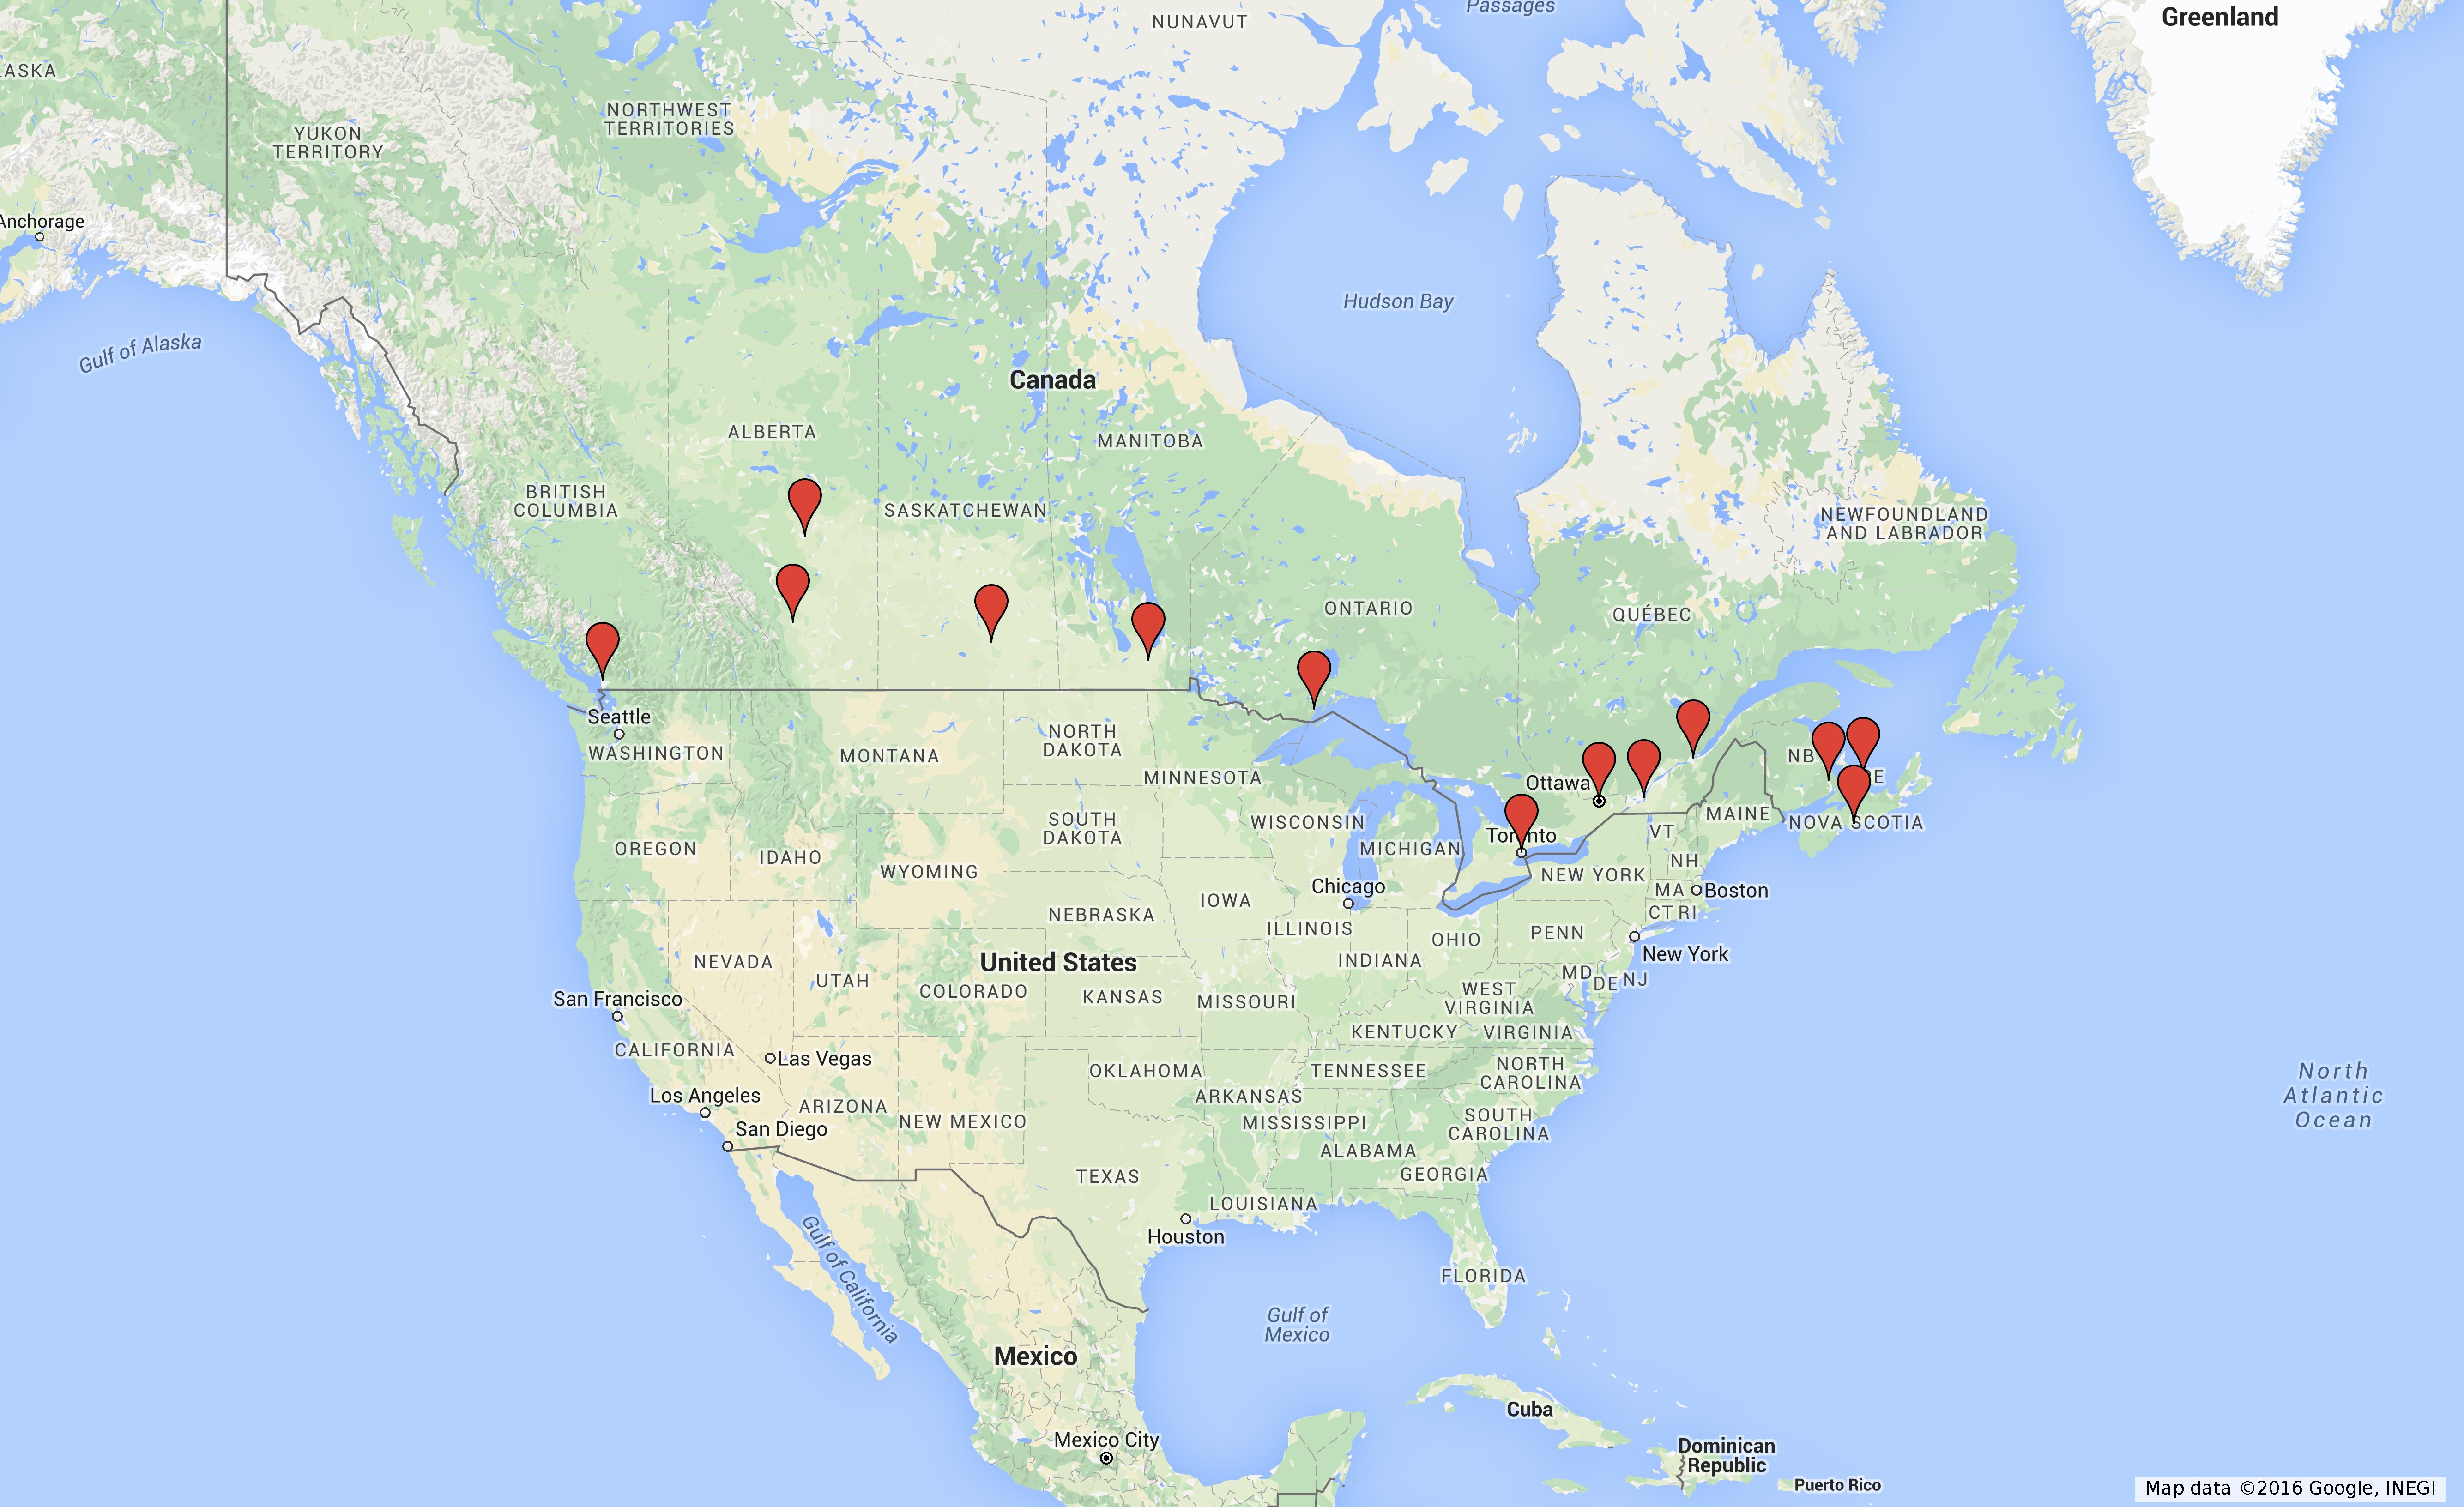 Passages
NUNAVUT
Greenland
ASKA
NORTHWEST
TERRITORIES
YUKON
TERRITORY
Anchorage
Hudson Bay
Gulf of Alaska
Canada
ALBERTA
MANITOBA
BRITISH
COLUMBIA
SASKATCHEWAN
NEWFOUNDLAND
AND LABRADOR
ONTARIO
QUÉBEC
Seattle
WASHINGTON
MONTANA
NORTH
DAKOTA
MINNESOTA
Ottawa
NB
PE
Toronto
MAINE
NOVA SCOTIA
VT
WISCONSIN
MICHIGAN
SOUTH
DAKOTA
OREGON
IDAHO
WYOMING
NH
NEW YORK
MA
Boston
CT RI
Chicago
IOWA
NEBRASKA
ILLINOIS
OHIO
PENN
New York
United States
NEVADA
UTAH
COLORADO
KANSAS
MISSOURI
INDIANA
MD
DE NJ
WEST
VIRGINIA
San Francisco
KENTUCKY
VIRGINIA
CALIFORNIA
Las Vegas
OKLAHOMA
TENNESSEE
NORTH
CAROLINA
Los Angeles
ARIZONA
NEW MEXICO
ARKANSAS
MISSISSIPPI
SOUTH
CAROLINA
San Diego
ALABAMA
TEXAS
GEORGIA
LOUISIANA
Houston
FLORIDA
Gulf of California
Gulf of
Mexico
North
Atlantic
Ocean
Mexico
Cuba
Mexico City
Dominican
Republic
Puerto Rico
Map data ©2016 Google, INEGI